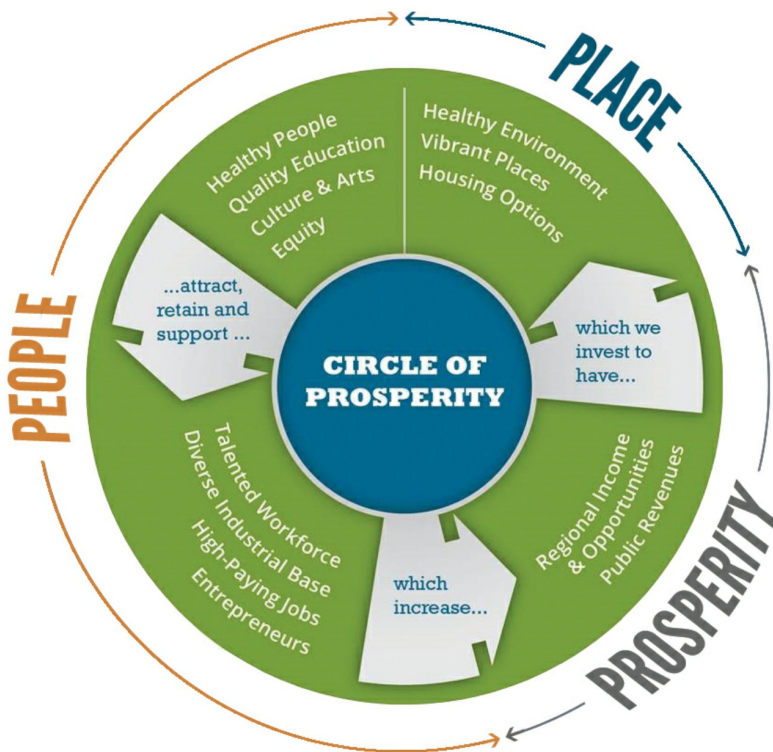 PLACE
Healthy People
Quality Education
Culture & Arts
Equity
Healthy Environment
Vibrant Places
Housing Options
...attract,
retain and
support ...
which we
invest to
have...
PEOPLE
CIRCLE OF
PROSPERITY
Talented Workforce
Diverse Industrial Base
High-Paying Jobs
Entrepreneurs
Regional Income
& Opportunities
Public Revenues
which
increase...
PROSPERITY